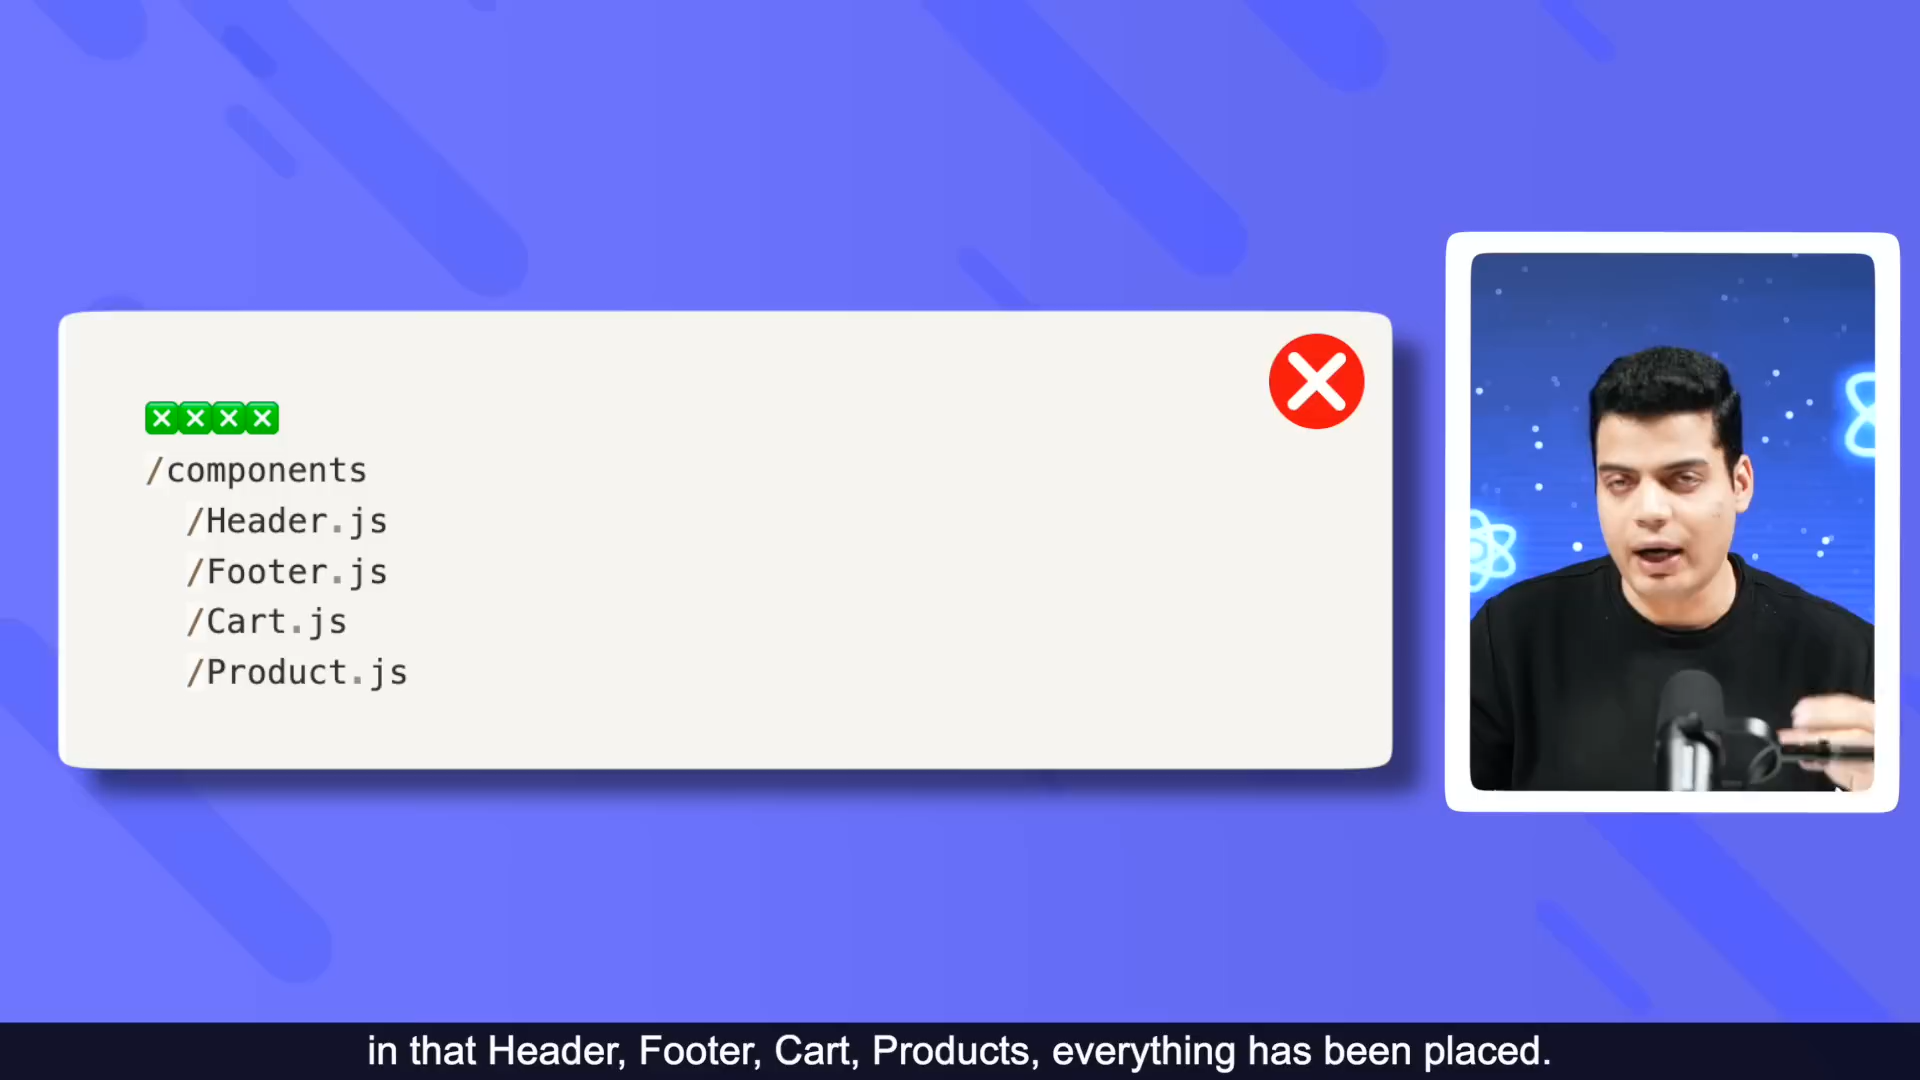 ❎❎❎❎
/components
/Header.js
/Footer.js
/Cart.js
/Product.js
in that Header, Footer, Cart, Products, everything has been placed.